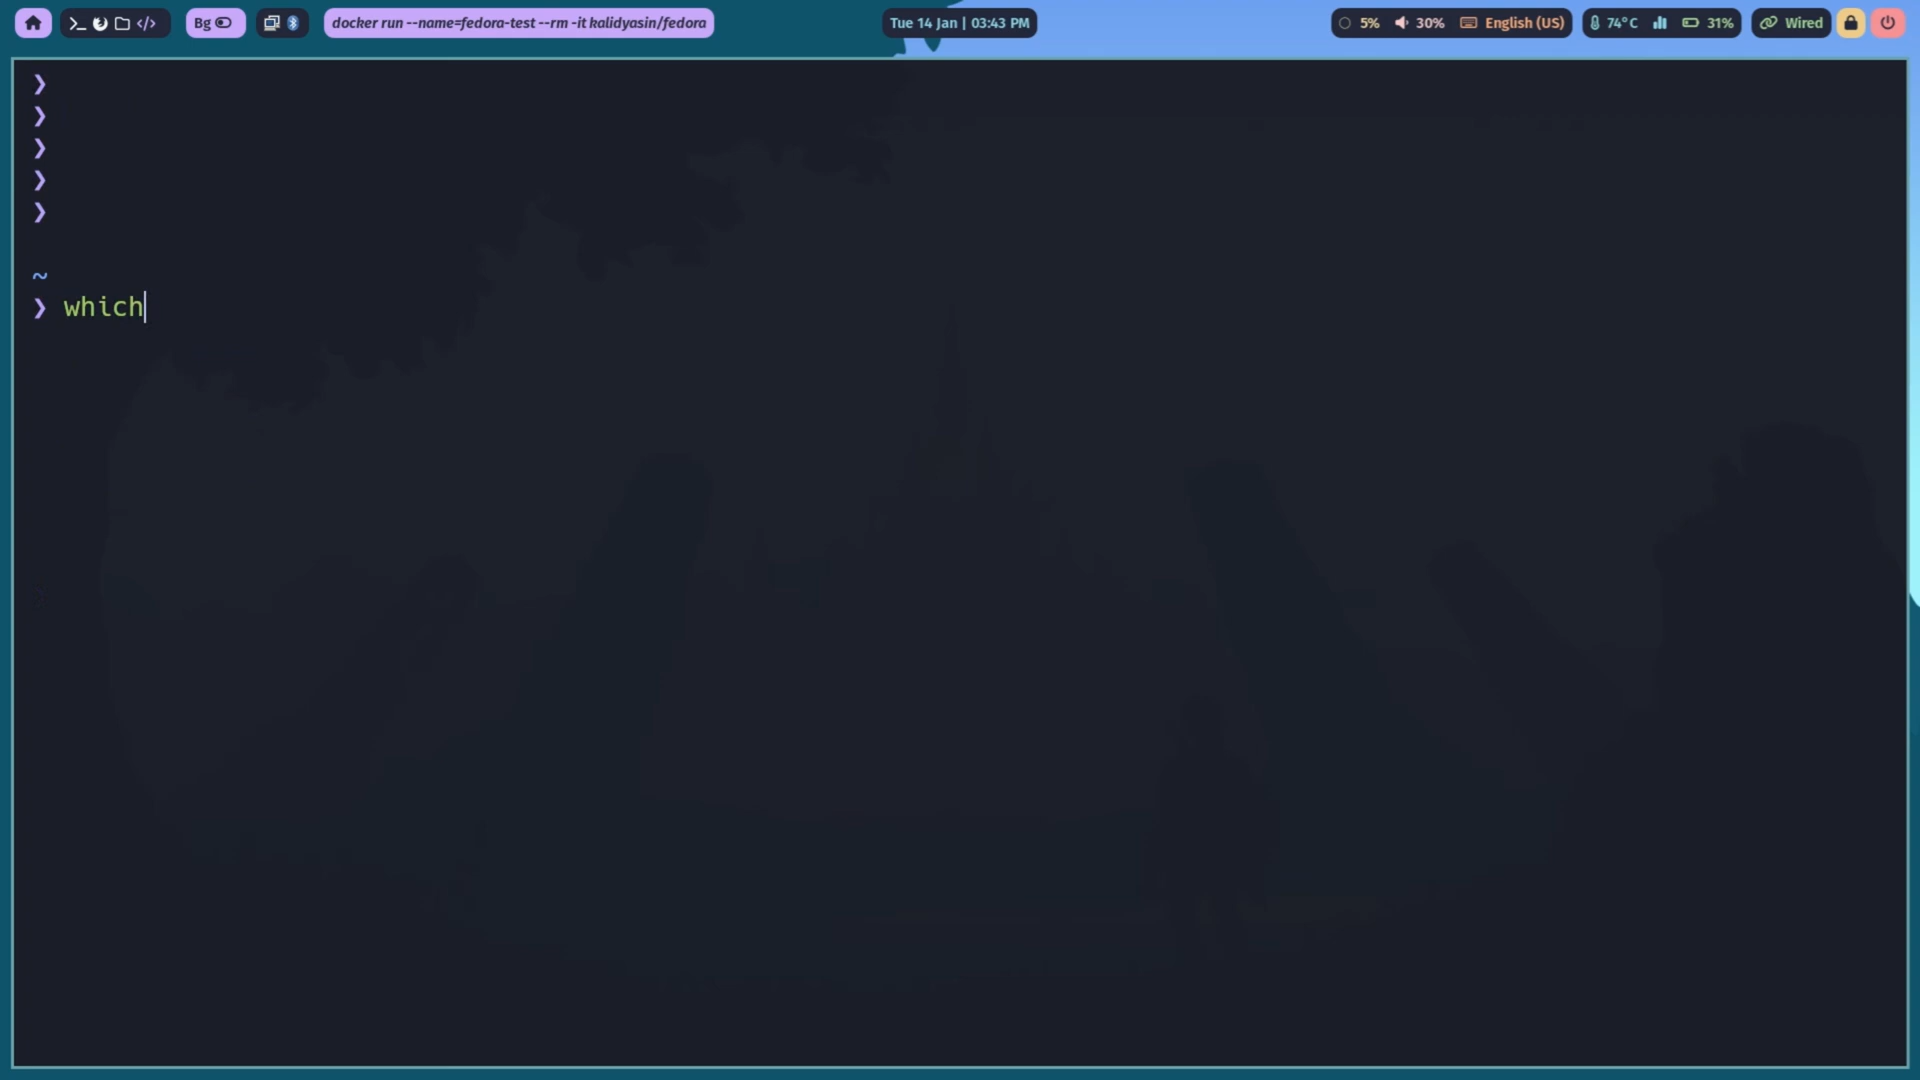 Bg
docker run --name=fedora-test --rm -it kalidyasin/fedora
Tue 14 Jan | 03:43 PM
5% 30% English (US)
74°C 31%
Wired
❯
❯
❯
❯
❯
~
❯ which